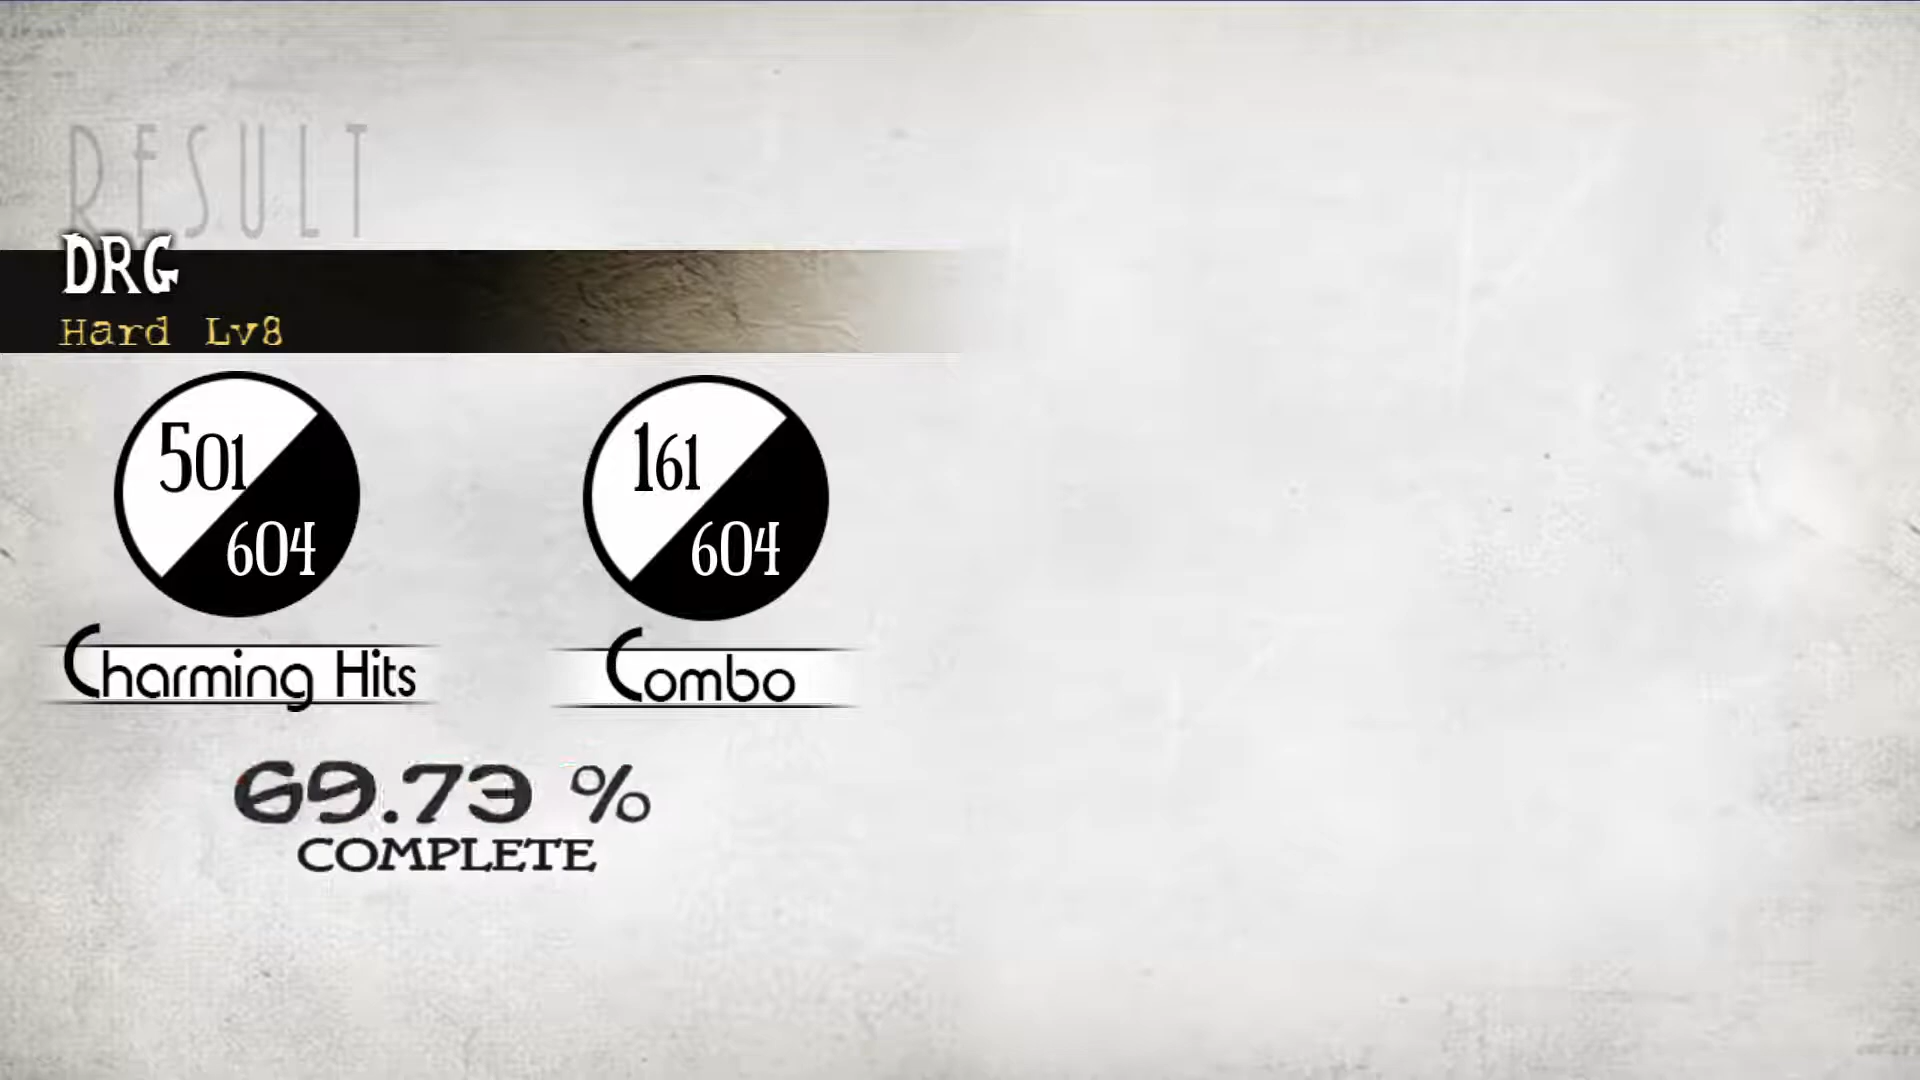 RESULT
DRG
Hard Lv8
501
604
Charming Hits
161
604
Combo
69.73 %
COMPLETE